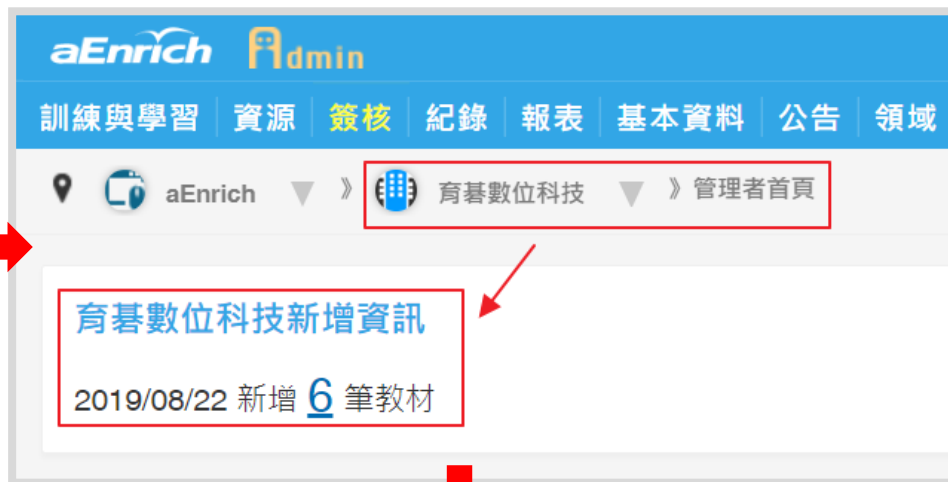 aEnrich Admin
訓練與學習 資源 簽核 紀錄 報表 基本資料 公告 領域
aEnrich ▼ 》 育碁數位科技 ▼ 》管理者首頁
育碁數位科技新增資訊
2019/08/22 新增 6 筆教材